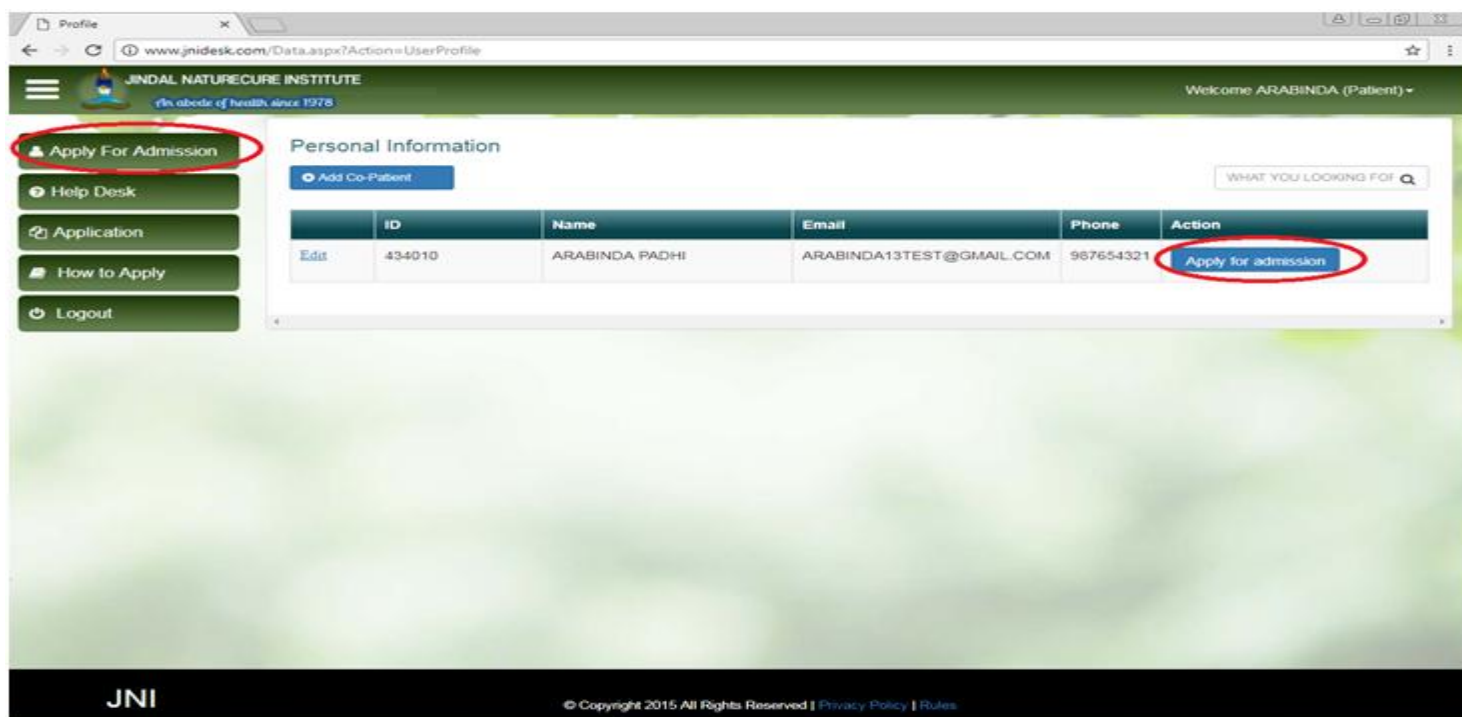 Profile
www.jnidesk.com/Data.aspx?Action=UserProfile
JINDAL NATURECURE INSTITUTE
An abode of health since 1978
Welcome ARABINDA (Patient)
Apply For Admission
Help Desk
Application
How to Apply
Logout
Personal Information
Add Co-Patient
WHAT YOU LOOKING FOR
ID Name Email Phone Action
Edit 434010 ARABINDA PADHI ARABINDA13TEST@GMAIL.COM 987654321 Apply for admission
JNI
© Copyright 2015 All Rights Reserved | Privacy Policy | Rules